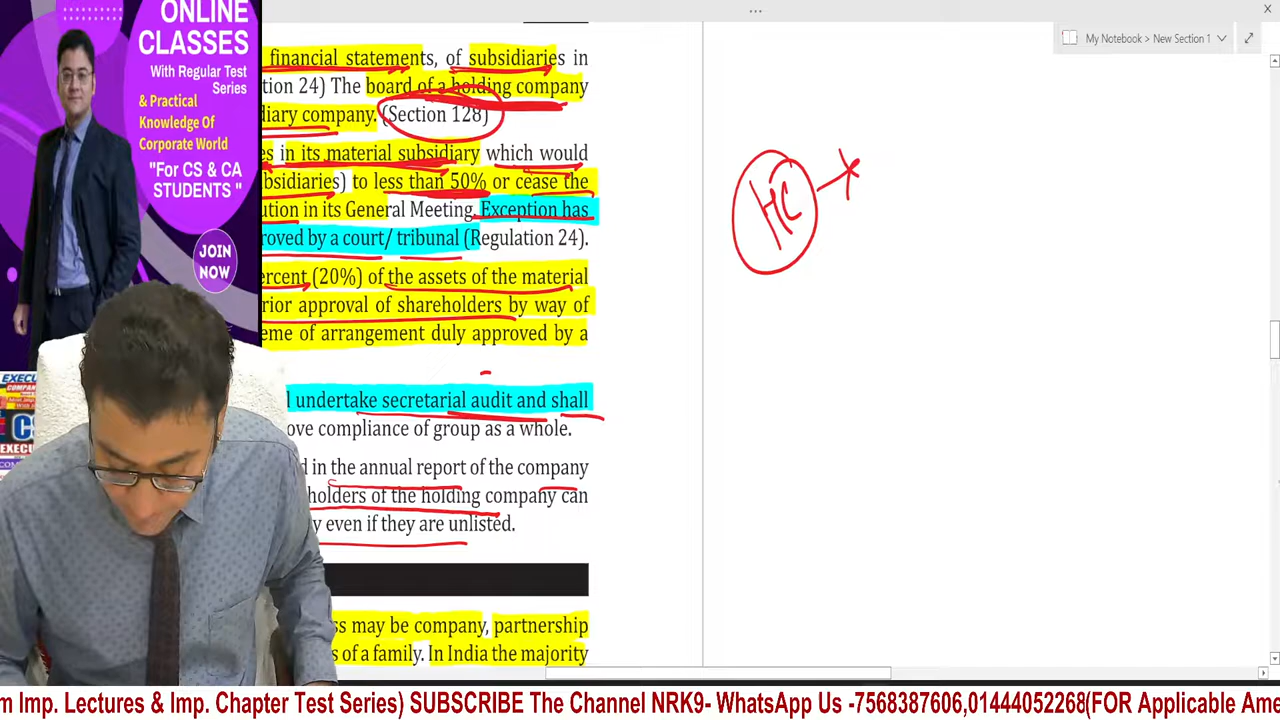 ONLINE
CLASSES
With Regular Test
Series
& Practical
Knowledge Of
Corporate World
"For CS & CA
STUDENTS "
JOIN
NOW
My Notebook > New Section 1
financial statements, of subsidiaries in
tion 24) The board of a holding company
diary company. (Section 128)
es in its material subsidiary which would
bsidiaries) to less than 50% or cease the
ution in its General Meeting. Exception has
roved by a court/ tribunal (Regulation 24).
ercent (20%) of the assets of the material
rior approval of shareholders by way of
eme of arrangement duly approved by a
l undertake secretarial audit and shall
ove compliance of group as a whole.
d in the annual report of the company
holders of the holding company can
y even if they are unlisted.
ss may be company, partnership
s of a family. In India the majority
HC
m Imp. Lectures & Imp. Chapter Test Series) SUBSCRIBE The Channel NRK9- WhatsApp Us -7568387606,01444052268(FOR Applicable Ame